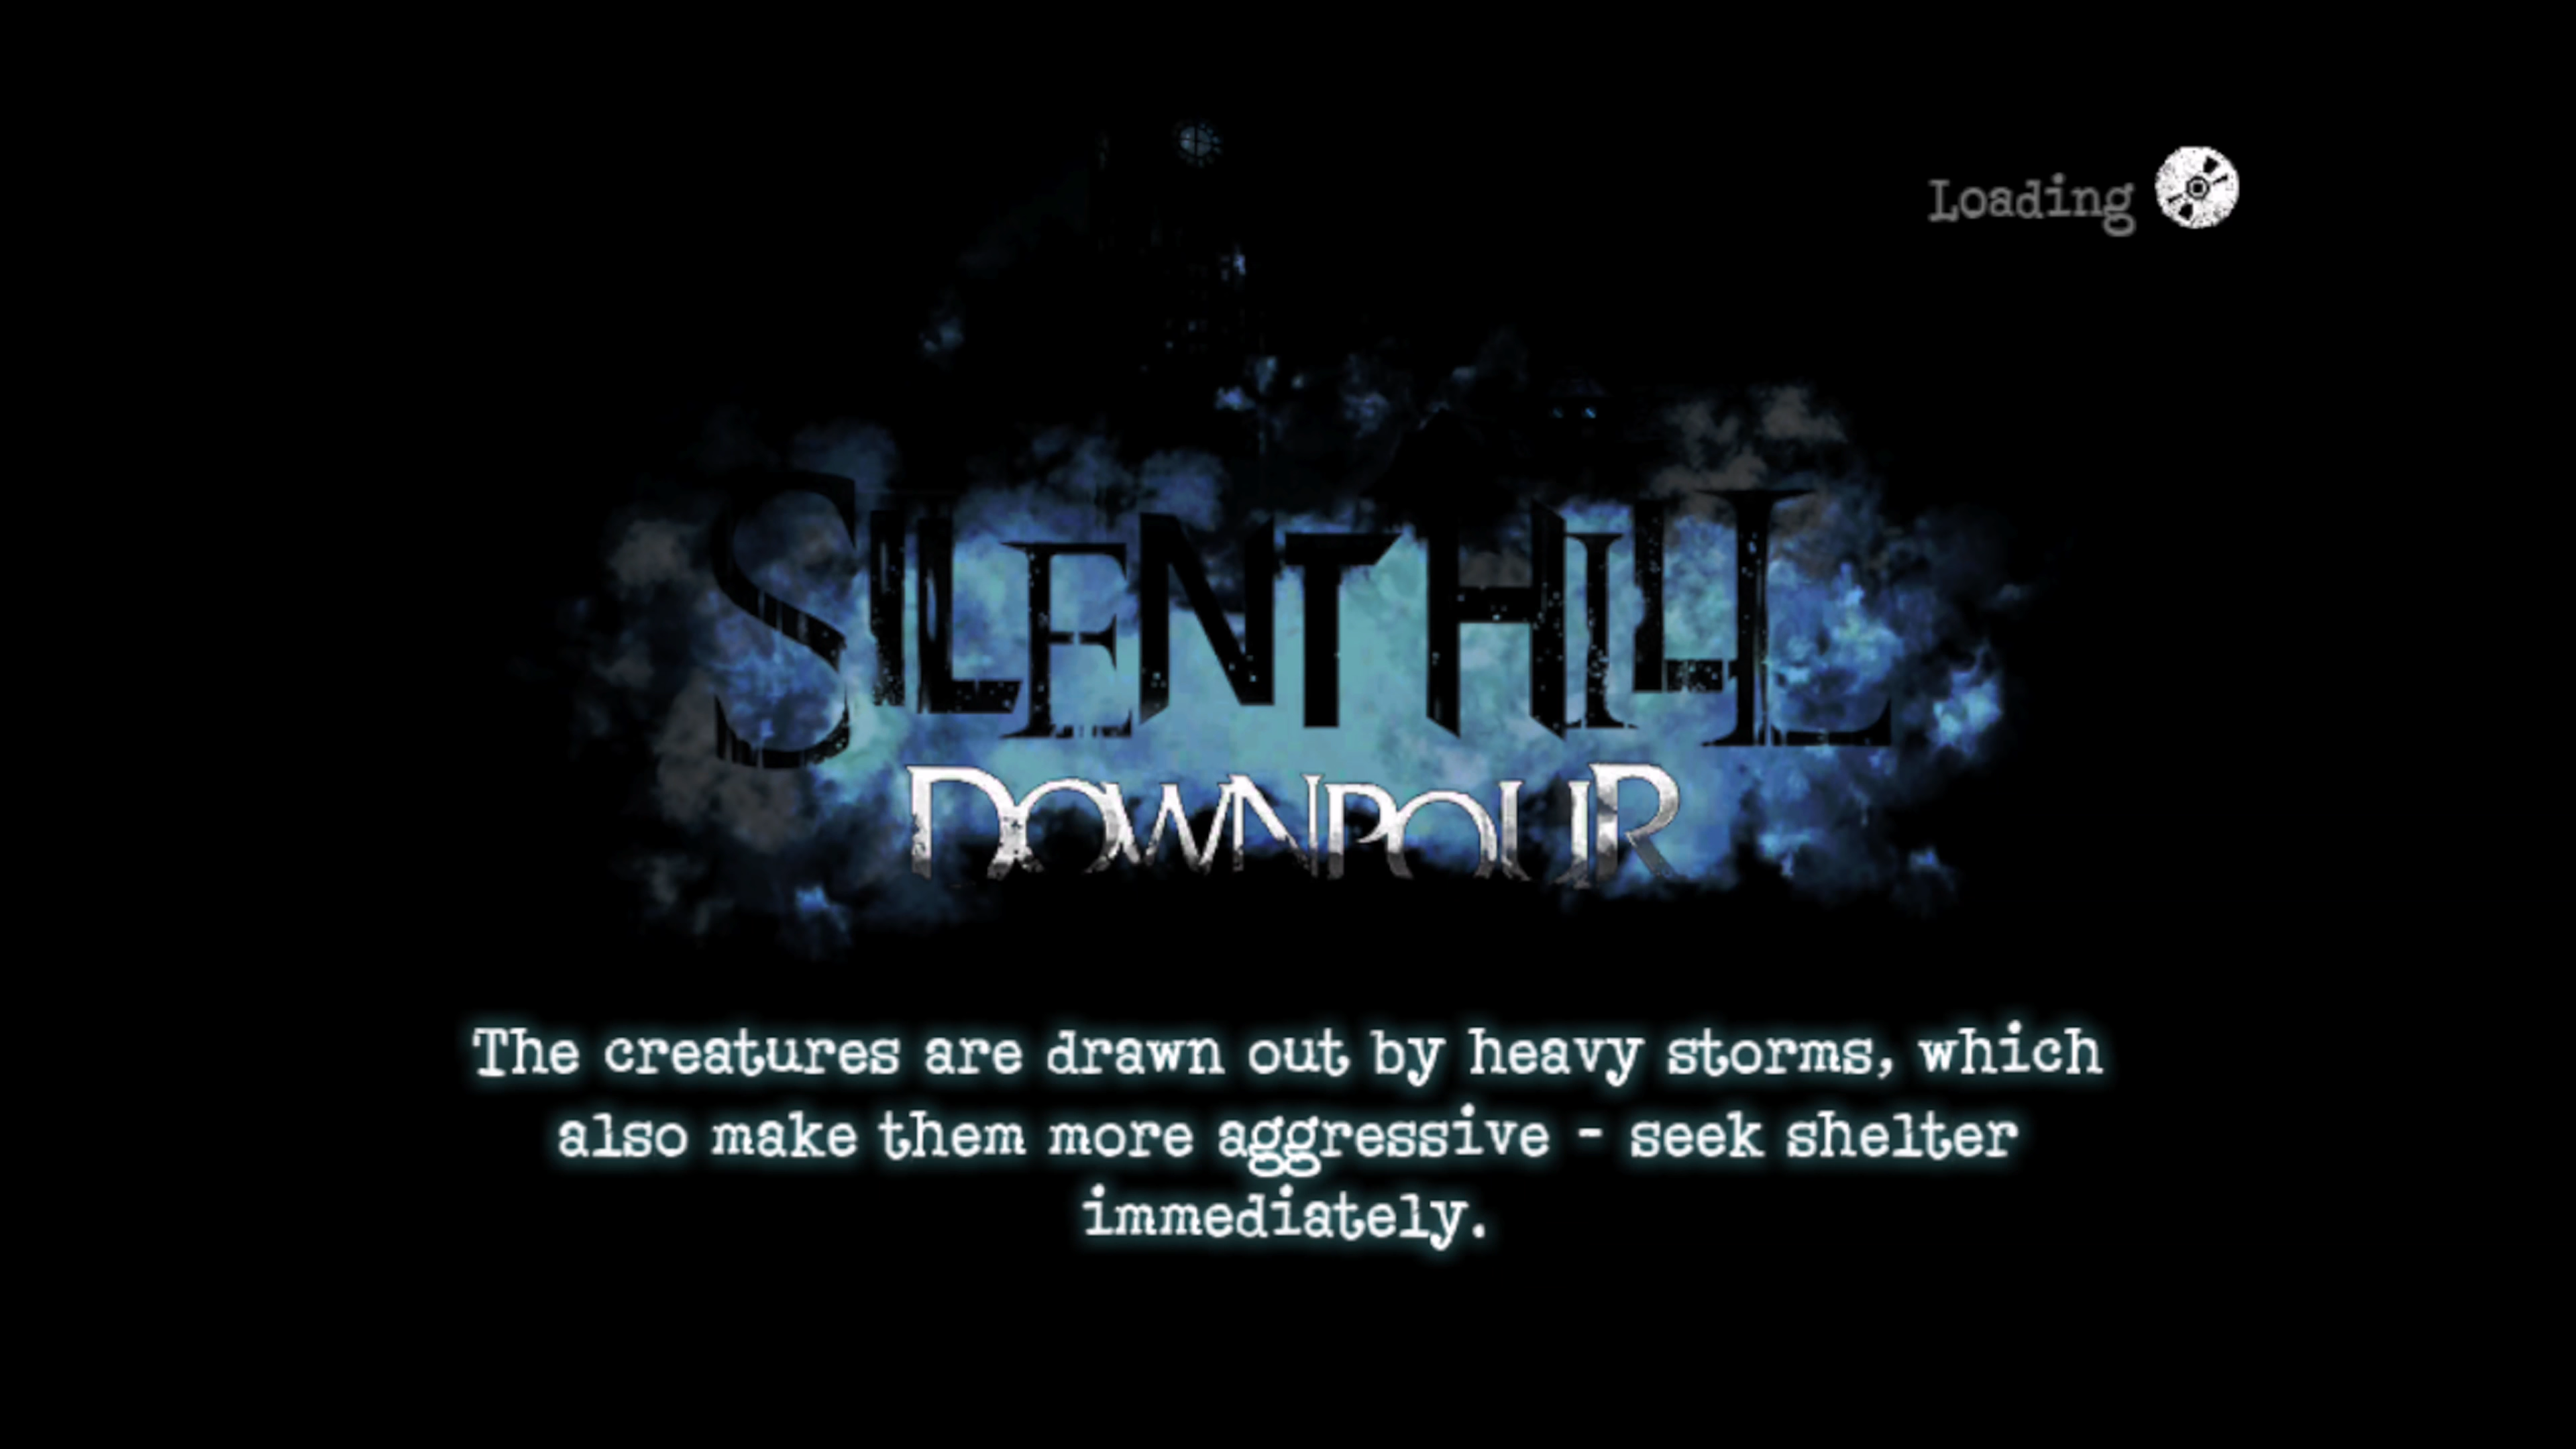 Loading
SILENT HILL
DOWNPOUR
The creatures are drawn out by heavy storms, which
also make them more aggressive - seek shelter
immediately.